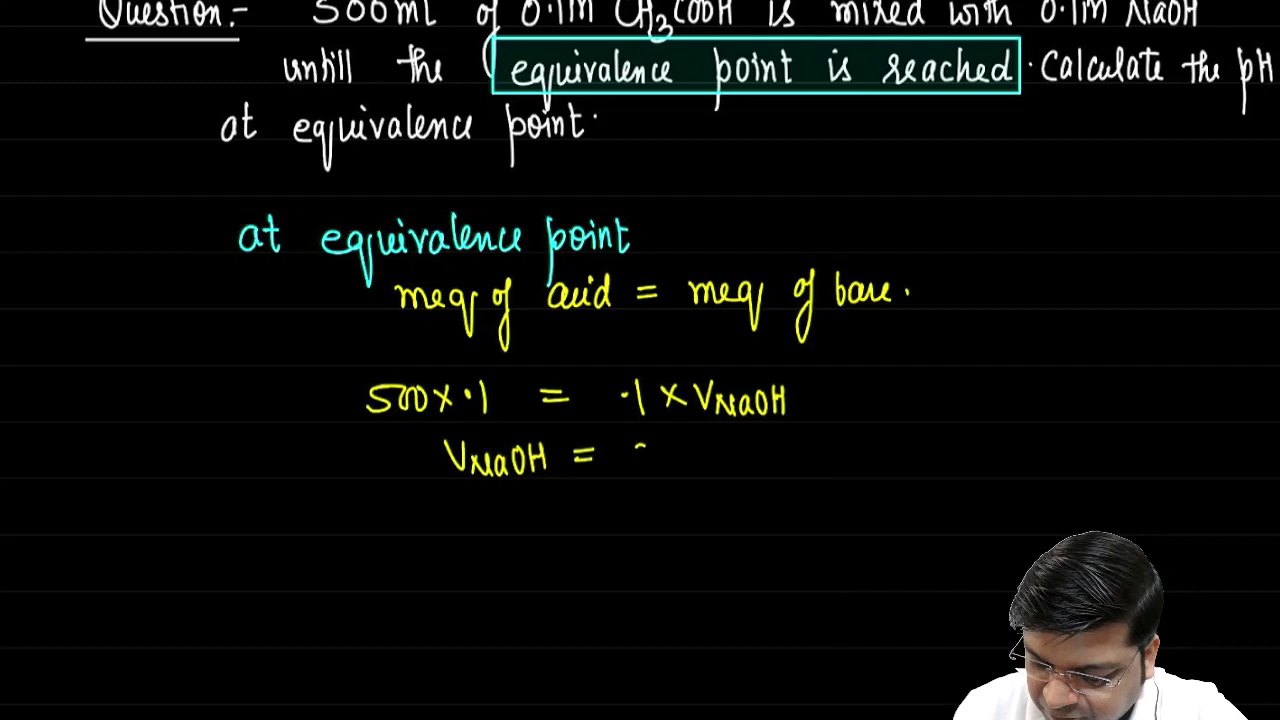 Question:- 500ml of 0.1M CH3COOH is mixed with 0.1M NaOH
untill the (equivalence point is reached. Calculate the pH
at equivalence point.
at equivalence point
meq of acid = meq of base.
500 x .1 = .1 x VNaOH
VNaOH =